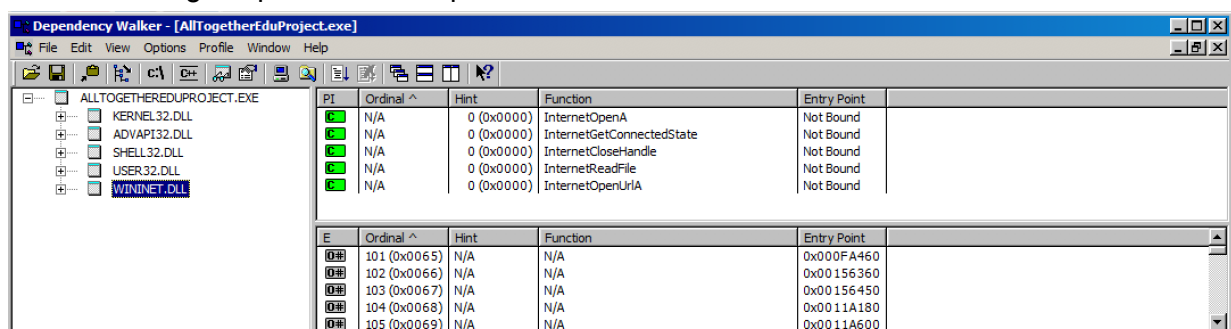 Dependency Walker - [AllTogetherEduProject.exe]
File Edit View Options Profile Window Help
c:\ C++
ALLTOGETHEREDUPROJECT.EXE
KERNEL32.DLL
ADVAPI32.DLL
SHELL32.DLL
USER32.DLL
WININET.DLL
PI Ordinal ^ Hint Function Entry Point
C N/A 0 (0x0000) InternetOpenA Not Bound
C N/A 0 (0x0000) InternetGetConnectedState Not Bound
C N/A 0 (0x0000) InternetCloseHandle Not Bound
C N/A 0 (0x0000) InternetReadFile Not Bound
C N/A 0 (0x0000) InternetOpenUrlA Not Bound
E Ordinal ^ Hint Function Entry Point
O# 101 (0x0065) N/A N/A 0x000FA460
O# 102 (0x0066) N/A N/A 0x00156360
O# 103 (0x0067) N/A N/A 0x00156450
O# 104 (0x0068) N/A N/A 0x0011A180
O# 105 (0x0069) N/A N/A 0x0011A600